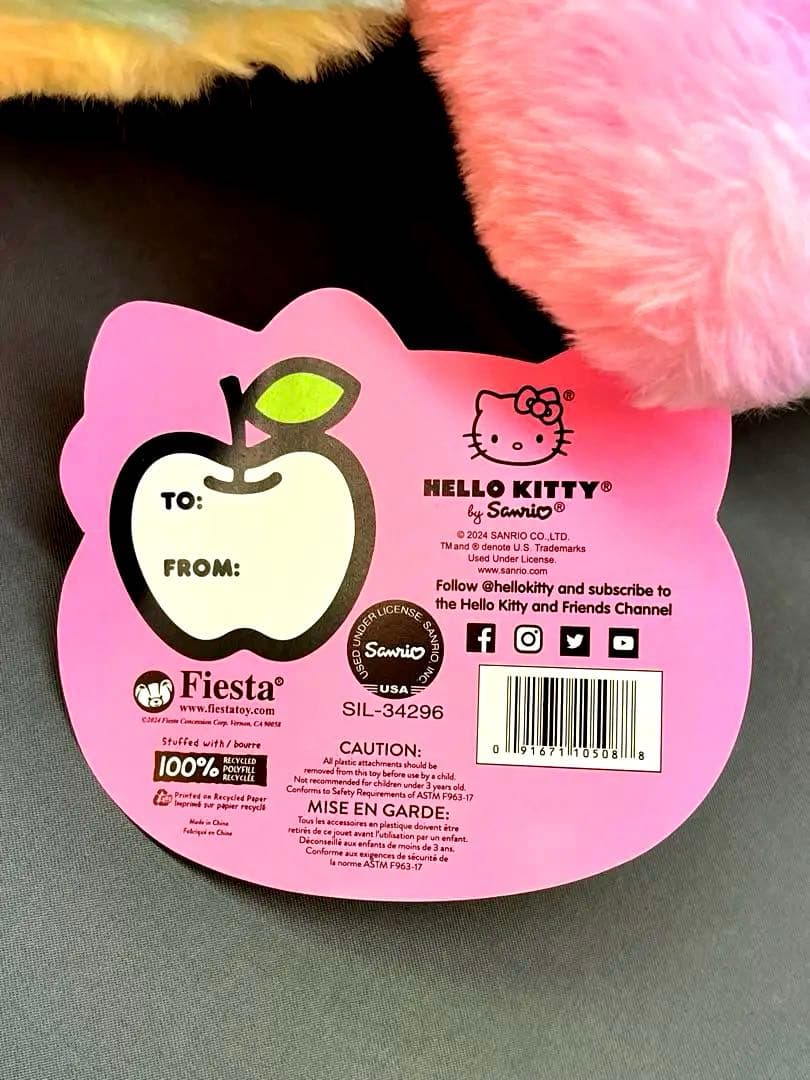 TO:
FROM:
HELLO KITTY®
by Sanrio®
© 2024 SANRIO CO.,LTD.
TM and ® denote U.S. Trademarks
Used Under License.
www.sanrio.com
Follow @hellokitty and subscribe to
the Hello Kitty and Friends Channel
USED UNDER LICENSE. SANRIO, INC.
Sanrio
USA
SIL-34296
Fiesta®
www.fiestatoy.com
©2024 Fiesta Concession Corp. Vernon, CA 90058
Stuffed with / bourre
100% RECYCLED
POLYFILL
RECYCLÉE
Printed on Recycled Paper
Imprimé sur papier recyclé
Made in China
Fabriqué en Chine
CAUTION:
All plastic attachments should be
removed from this toy before use by a child.
Not recommended for children under 3 years old.
Conforms to Safety Requirements of ASTM F963-17
MISE EN GARDE:
Tous les accessoires en plastique doivent être
retirés de ce jouet avant l'utilisation par un enfant.
Déconseillé aux enfants de moins de 3 ans.
Conforme aux exigences de sécurité de
la norme ASTM F963-17
0 91671 10508 8